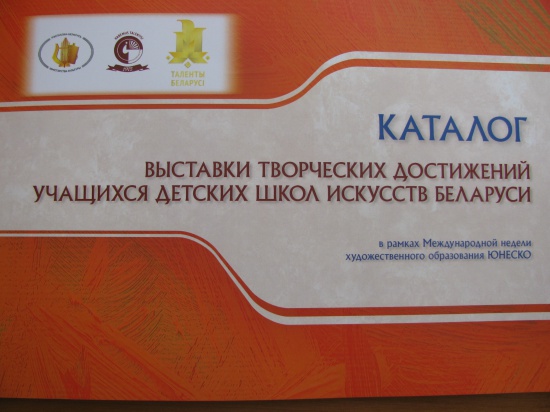 ТАЛЕНТЫ
БЕЛАРУСІ
КАТАЛОГ
ВЫСТАВКИ ТВОРЧЕСКИХ ДОСТИЖЕНИЙ
УЧАЩИХСЯ ДЕТСКИХ ШКОЛ ИСКУССТВ БЕЛАРУСИ
в рамках Международной недели
художественного образования ЮНЕСКО